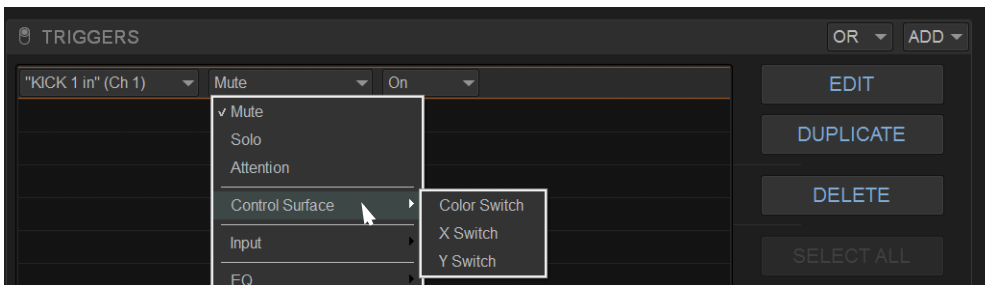 TRIGGERS
OR
ADD
"KICK 1 in" (Ch 1)
Mute
On
EDIT
Mute
Solo
DUPLICATE
Attention
Control Surface
Color Switch
DELETE
X Switch
Input
Y Switch
SELECT ALL
EQ